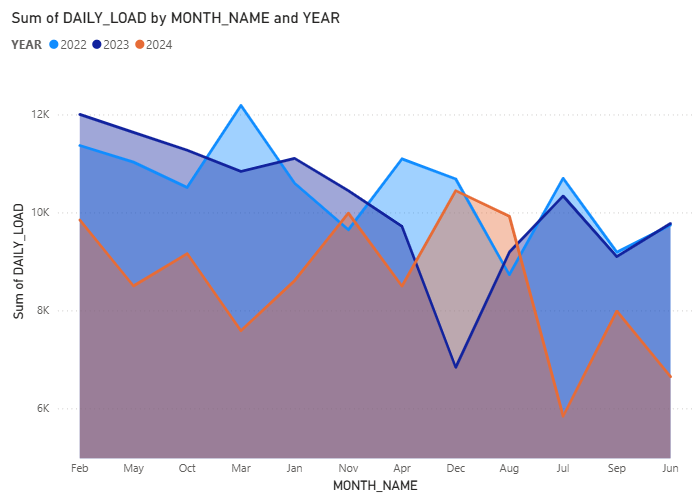 Sum of DAILY_LOAD by MONTH_NAME and YEAR
YEAR 2022 2023 2024
12K
10K
8K
6K
Sum of DAILY_LOAD
Feb May Oct Mar Jan Nov Apr Dec Aug Jul Sep Jun
MONTH_NAME